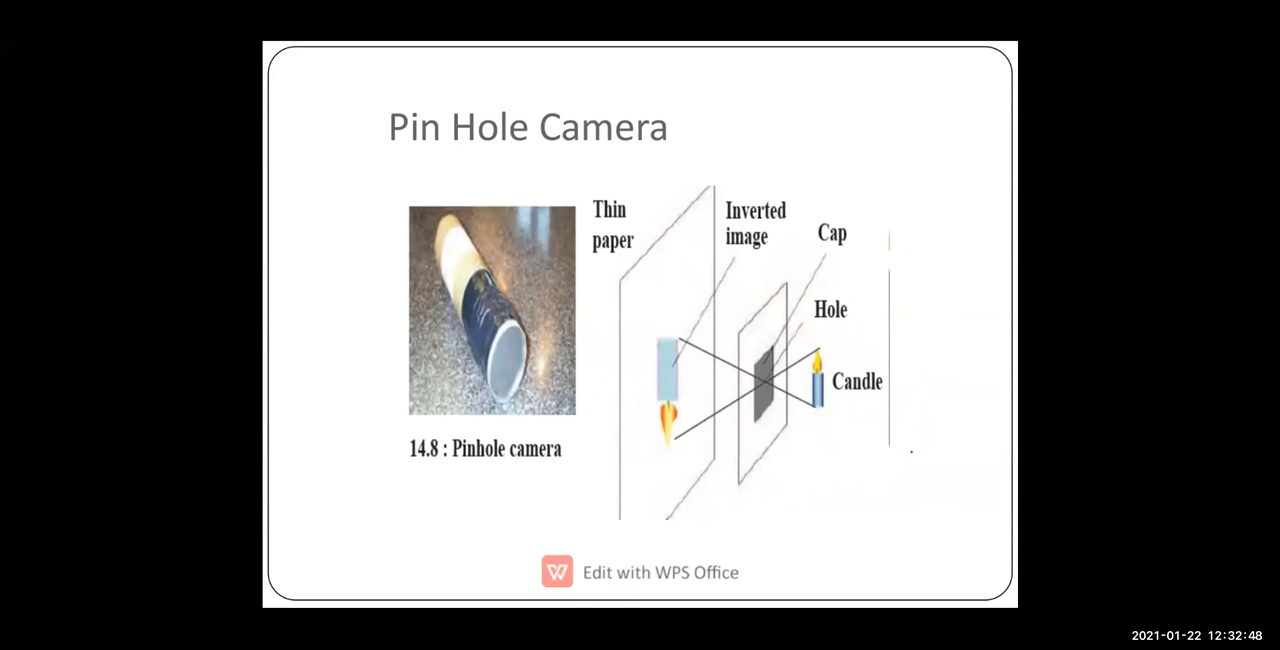 Pin Hole Camera
Thin
paper
Inverted
image
Cap
Hole
Candle
14.8 : Pinhole camera
Edit with WPS Office
2021-01-22 12:32:48